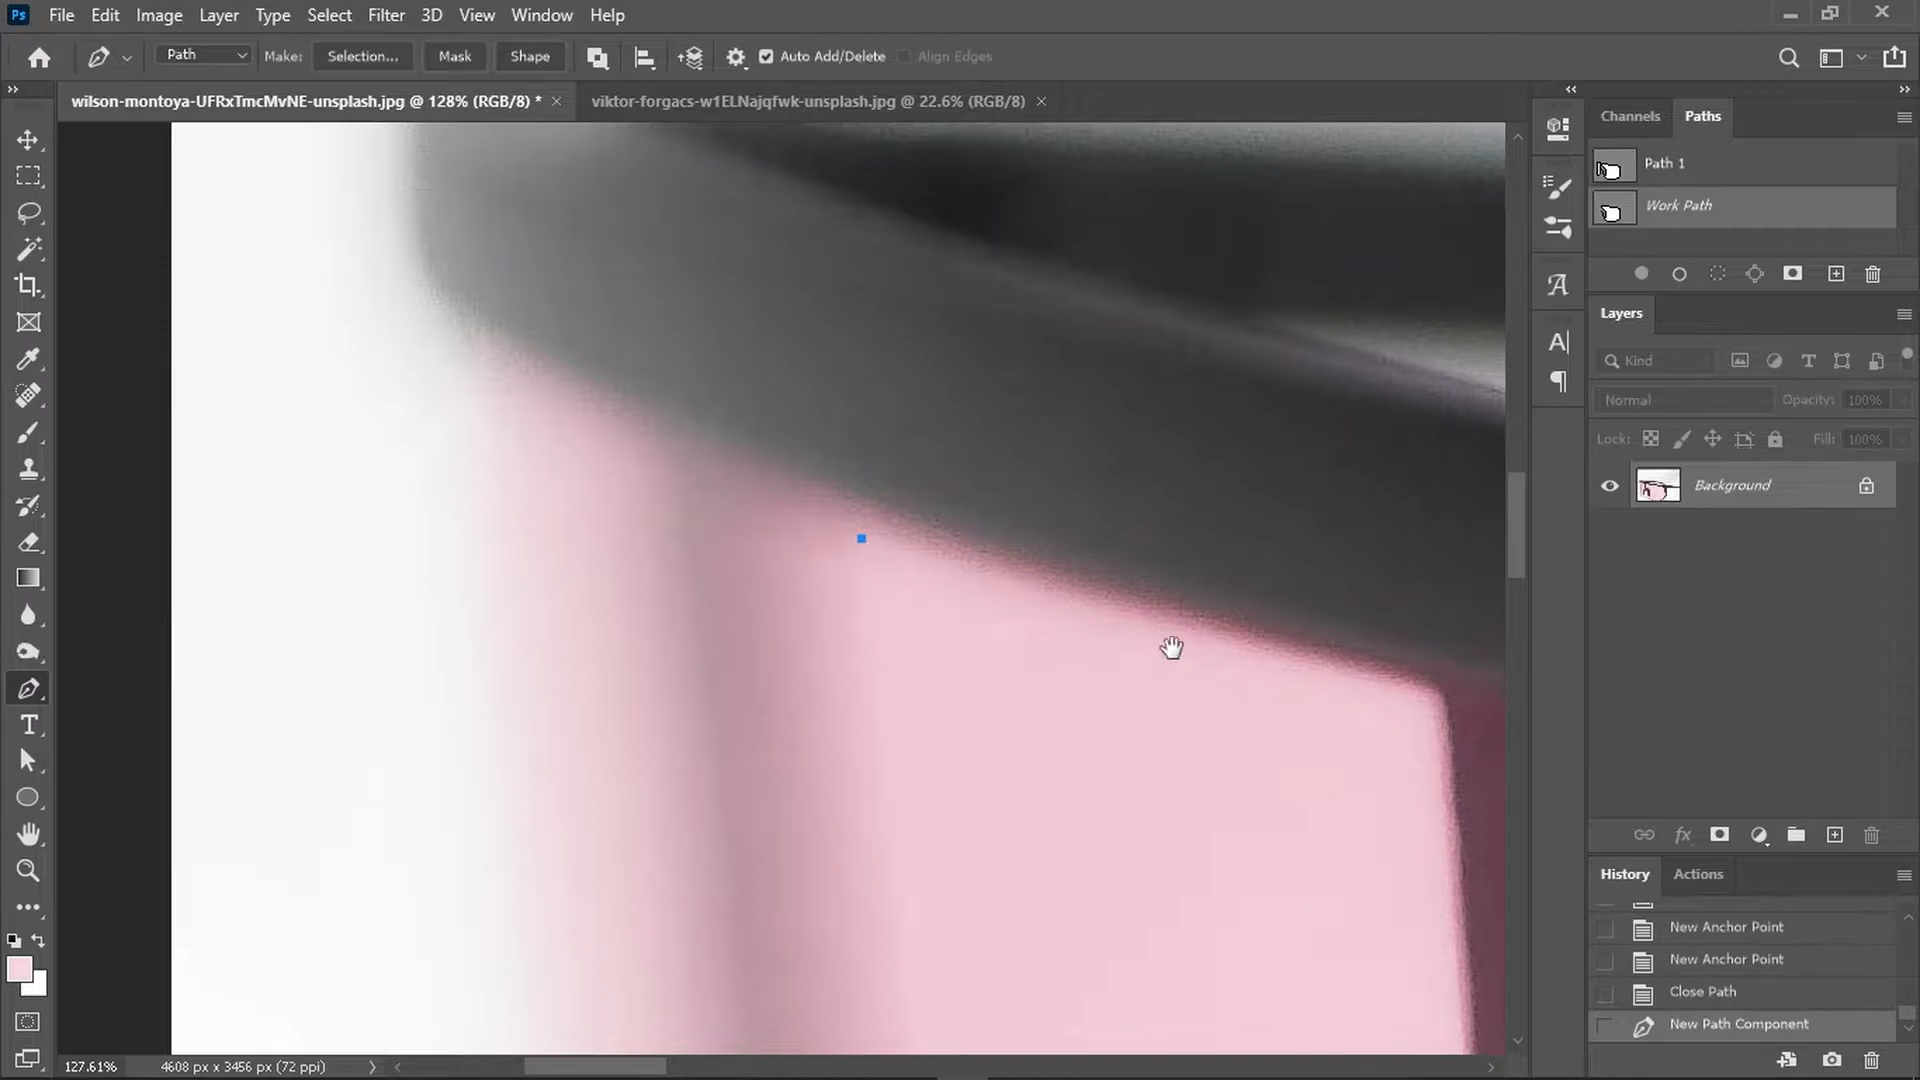 Ps File Edit Image Layer Type Select Filter 3D View Window Help
Path Make: Selection... Mask Shape Auto Add/Delete Align Edges
wilson-montoya-UFRxTmcMvNE-unsplash.jpg @ 128% (RGB/8) * viktor-forgacs-w1ELNajqfwk-unsplash.jpg @ 22.6% (RGB/8)
Channels Paths
Path 1
Work Path
Layers
Kind
Normal Opacity: 100%
Lock: Fill: 100%
Background
History Actions
New Anchor Point
New Anchor Point
Close Path
New Path Component
127.61% 4608 px x 3456 px (72 ppi)